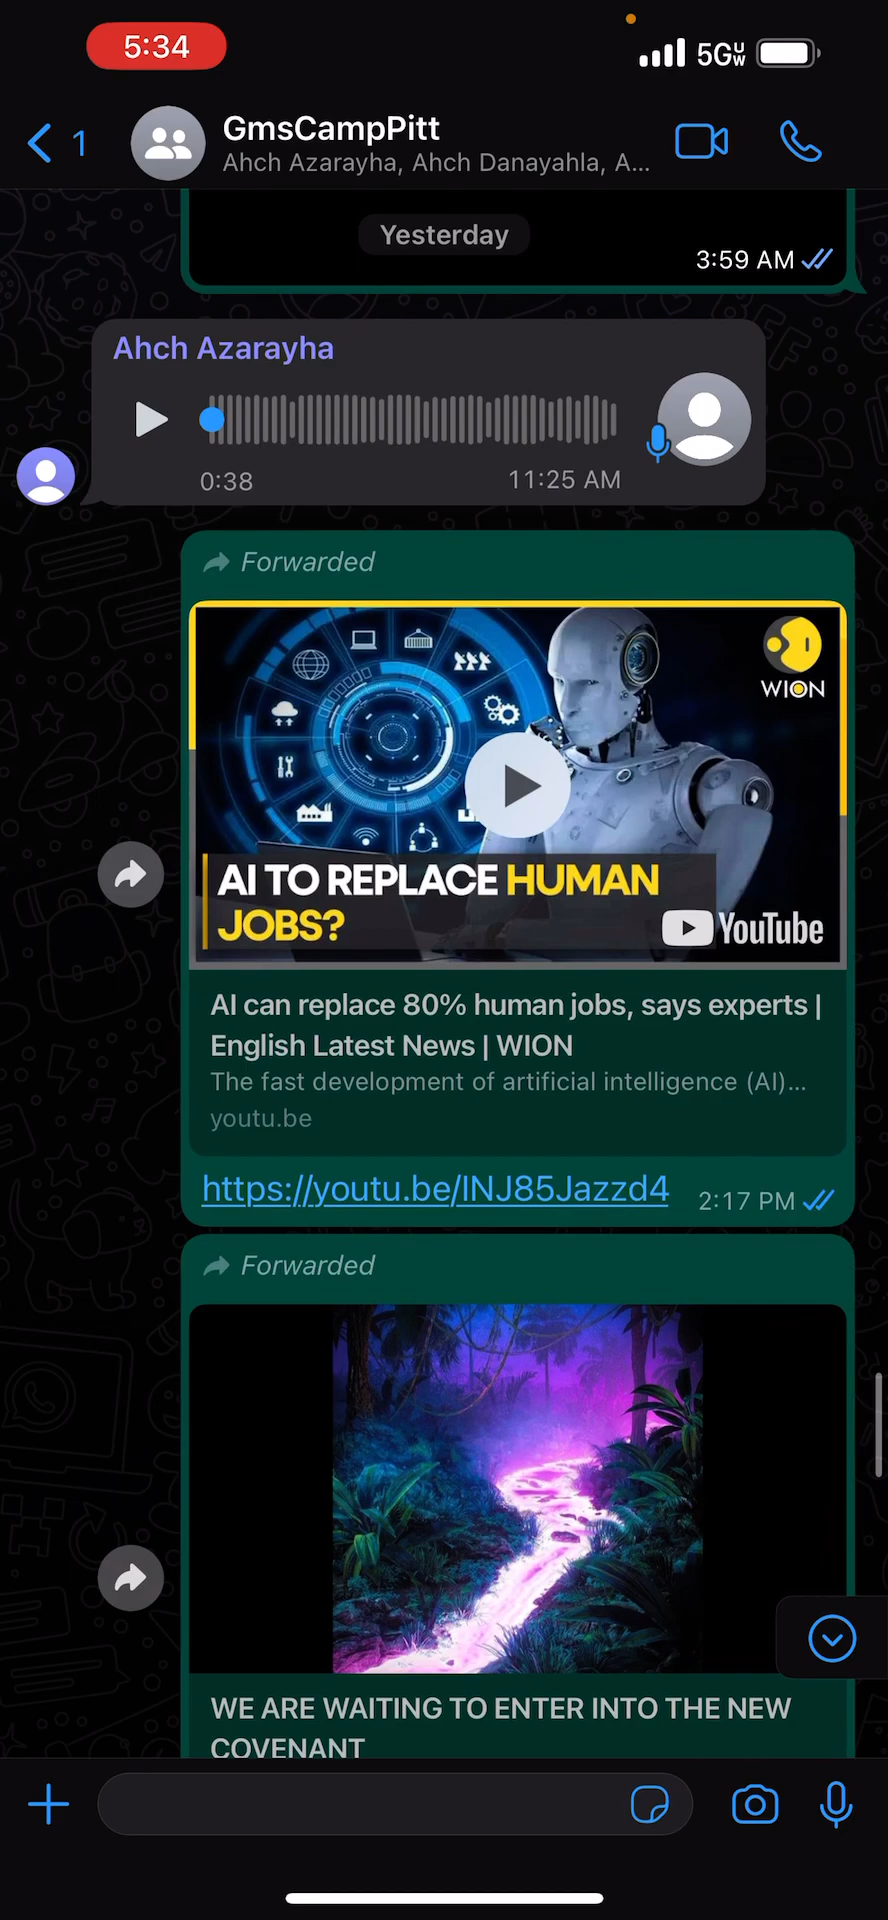 5:34
5G UW
1
GmsCampPitt
Ahch Azarayha, Ahch Danayahla, A...
Yesterday
3:59 AM
Ahch Azarayha
0:38
11:25 AM
Forwarded
WION
AI TO REPLACE HUMAN
JOBS?
YouTube
AI can replace 80% human jobs, says experts |
English Latest News | WION
The fast development of artificial intelligence (AI)...
youtu.be
https://youtu.be/INJ85Jazzd4
2:17 PM
Forwarded
WE ARE WAITING TO ENTER INTO THE NEW
COVENANT